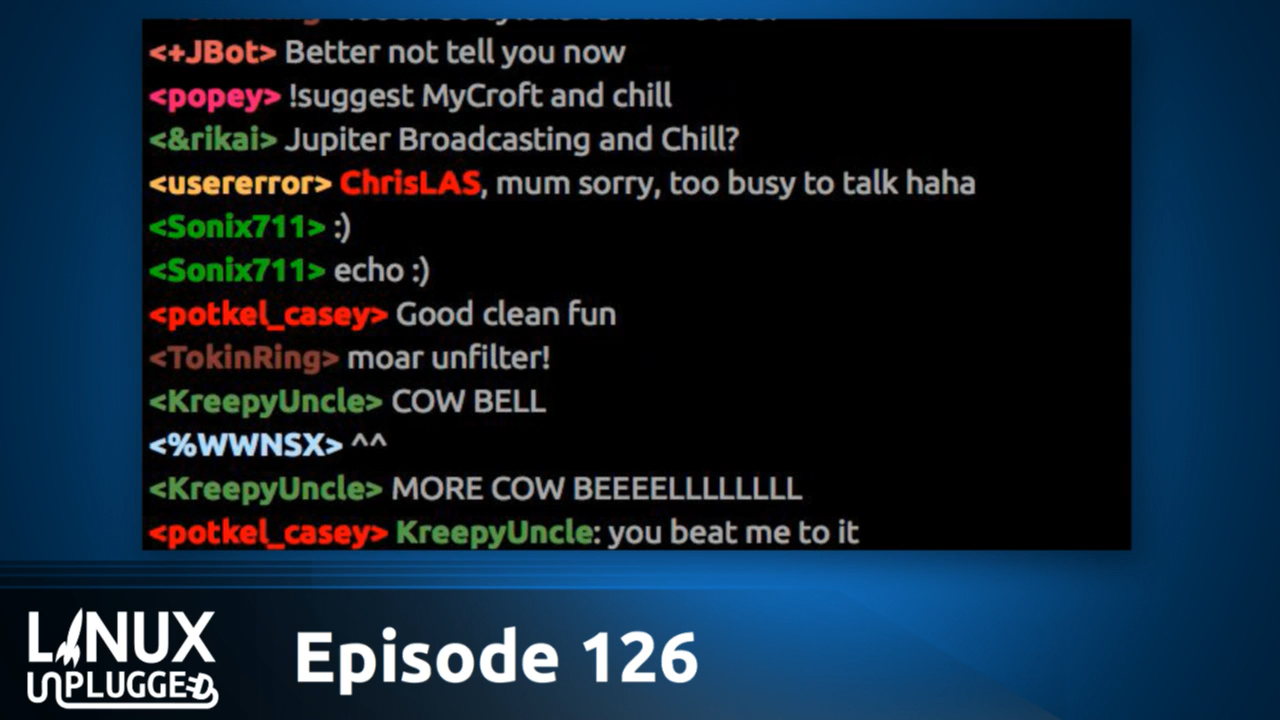 <+JBot> Better not tell you now
<popey> !suggest MyCroft and chill
<&rikai> Jupiter Broadcasting and Chill?
<usererror> ChrisLAS, mum sorry, too busy to talk haha
<Sonix711> :)
<Sonix711> echo :)
<potkel_casey> Good clean fun
<TokinRing> moar unfilter!
<KreepyUncle> COW BELL
<%WWNSX> ^^
<KreepyUncle> MORE COW BEEEELLLLLLLL
<potkel_casey> KreepyUncle: you beat me to it
LINUX
UNPLUGGED
Episode 126